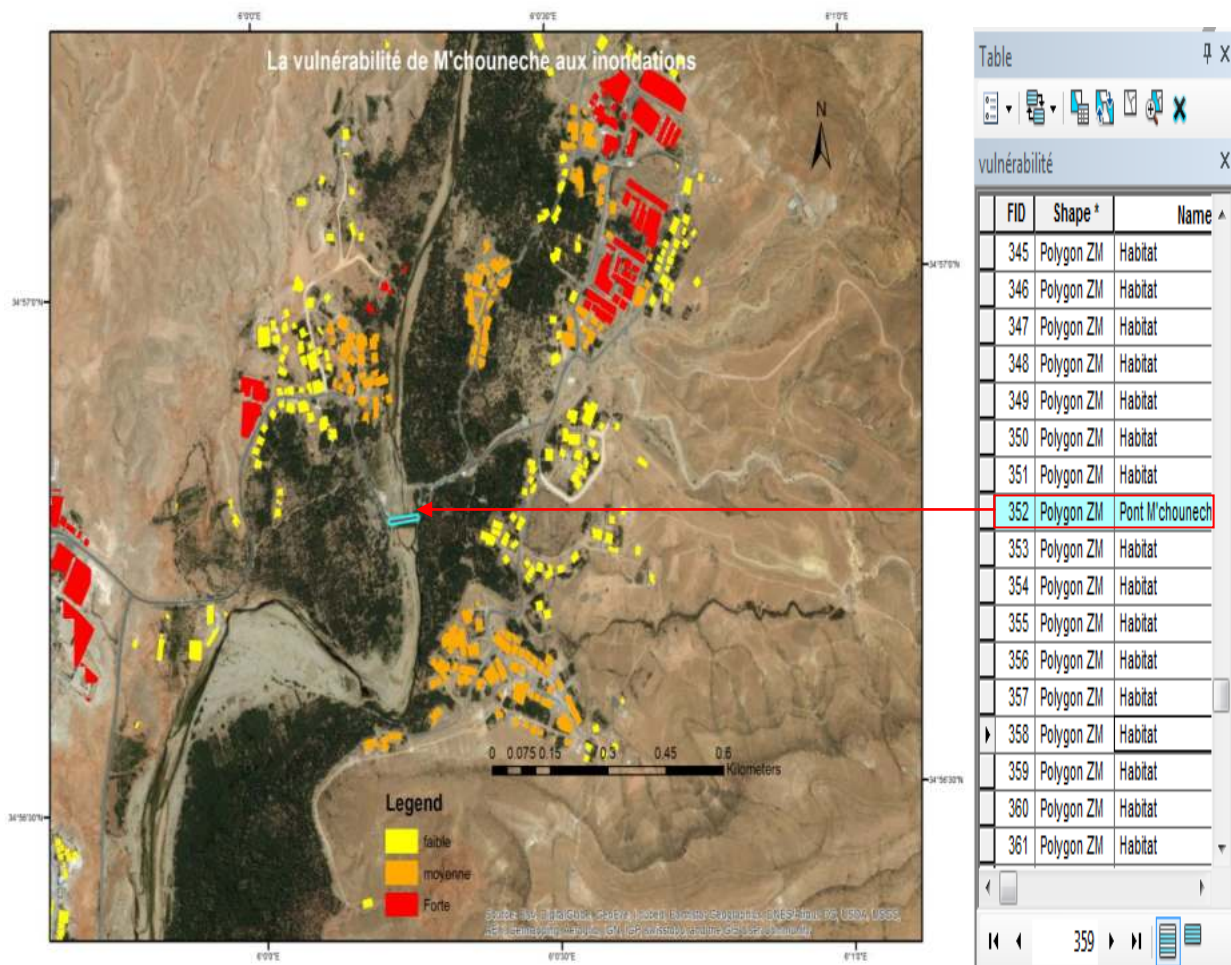 6°0'0"E 6°0'30"E 6°1'0"E
La vulnérabilité de M'chouneche aux inondations
N
34°57'0"N
34°57'0"N
34°56'30"N
34°56'30"N
0 0.075 0.15 0.3 0.45 0.6
Kilometers
Legend
faible
moyenne
Forte
6°0'0"E 6°0'30"E 6°1'0"E
Table
vulnérabilité
FID Shape * Name
345 Polygon ZM Habitat
346 Polygon ZM Habitat
347 Polygon ZM Habitat
348 Polygon ZM Habitat
349 Polygon ZM Habitat
350 Polygon ZM Habitat
351 Polygon ZM Habitat
352 Polygon ZM Pont M'chounech
353 Polygon ZM Habitat
354 Polygon ZM Habitat
355 Polygon ZM Habitat
356 Polygon ZM Habitat
357 Polygon ZM Habitat
358 Polygon ZM Habitat
359 Polygon ZM Habitat
360 Polygon ZM Habitat
361 Polygon ZM Habitat
359